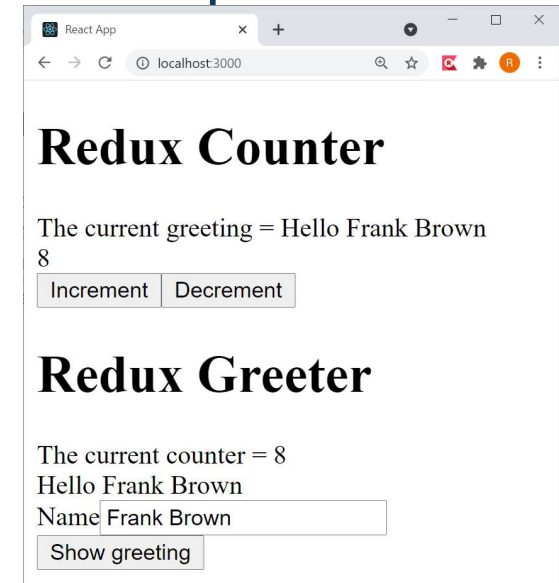 React App
localhost:3000
R
Redux Counter
The current greeting = Hello Frank Brown
8
Increment Decrement
Redux Greeter
The current counter = 8
Hello Frank Brown
Name Frank Brown
Show greeting